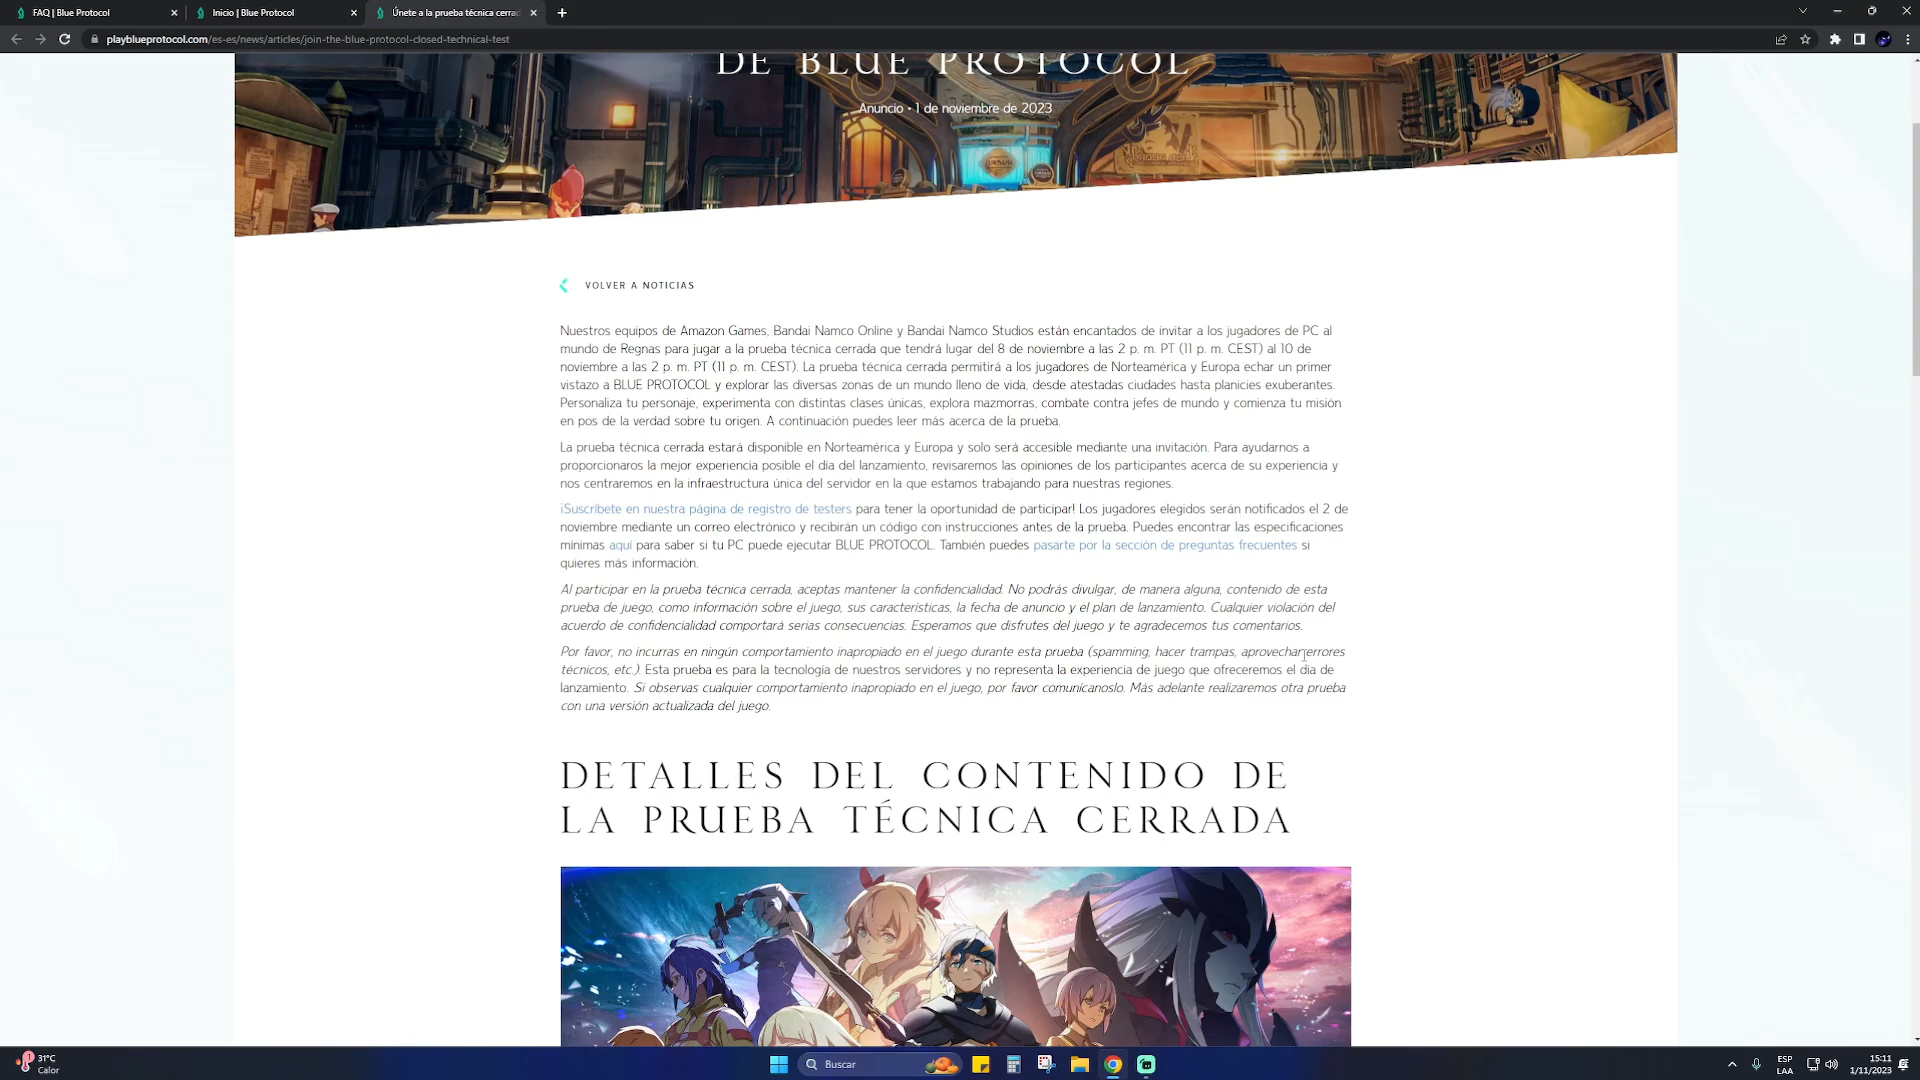 FAQ | Blue Protocol
Inicio | Blue Protocol
Únete a la prueba técnica cerrad
playblueprotocol.com/es-es/news/articles/join-the-blue-protocol-closed-technical-test
DE BLUE PROTOCOL
Anuncio • 1 de noviembre de 2023
VOLVER A NOTICIAS
Nuestros equipos de Amazon Games, Bandai Namco Online y Bandai Namco Studios están encantados de invitar a los jugadores de PC al
mundo de Regnas para jugar a la prueba técnica cerrada que tendrá lugar del 8 de noviembre a las 2 p. m. PT (11 p. m. CEST) al 10 de
noviembre a las 2 p. m. PT (11 p. m. CEST). La prueba técnica cerrada permitirá a los jugadores de Norteamérica y Europa echar un primer
vistazo a BLUE PROTOCOL y explorar las diversas zonas de un mundo lleno de vida, desde atestadas ciudades hasta planicies exuberantes.
Personaliza tu personaje, experimenta con distintas clases únicas, explora mazmorras, combate contra jefes de mundo y comienza tu misión
en pos de la verdad sobre tu origen. A continuación puedes leer más acerca de la prueba.
La prueba técnica cerrada estará disponible en Norteamérica y Europa y solo será accesible mediante una invitación. Para ayudarnos a
proporcionaros la mejor experiencia posible el día del lanzamiento, revisaremos las opiniones de los participantes acerca de su experiencia y
nos centraremos en la infraestructura única del servidor en la que estamos trabajando para nuestras regiones.
¡Suscríbete en nuestra página de registro de testers para tener la oportunidad de participar! Los jugadores elegidos serán notificados el 2 de
noviembre mediante un correo electrónico y recibirán un código con instrucciones antes de la prueba. Puedes encontrar las especificaciones
mínimas aquí para saber si tu PC puede ejecutar BLUE PROTOCOL. También puedes pasarte por la sección de preguntas frecuentes si
quieres más información.
Al participar en la prueba técnica cerrada, aceptas mantener la confidencialidad. No podrás divulgar, de manera alguna, contenido de esta
prueba de juego, como información sobre el juego, sus características, la fecha de anuncio y el plan de lanzamiento. Cualquier violación del
acuerdo de confidencialidad comportará serias consecuencias. Esperamos que disfrutes del juego y te agradecemos tus comentarios.
Por favor, no incurras en ningún comportamiento inapropiado en el juego durante esta prueba (spamming, hacer trampas, aprovechar errores
técnicos, etc.). Esta prueba es para la tecnología de nuestros servidores y no representa la experiencia de juego que ofreceremos el día de
lanzamiento. Si observas cualquier comportamiento inapropiado en el juego, por favor comunícanoslo. Más adelante realizaremos otra prueba
con una versión actualizada del juego.
DETALLES DEL CONTENIDO DE
LA PRUEBA TÉCNICA CERRADA
31°C
Calor
Buscar
ESP
LAA
15:11
1/11/2023